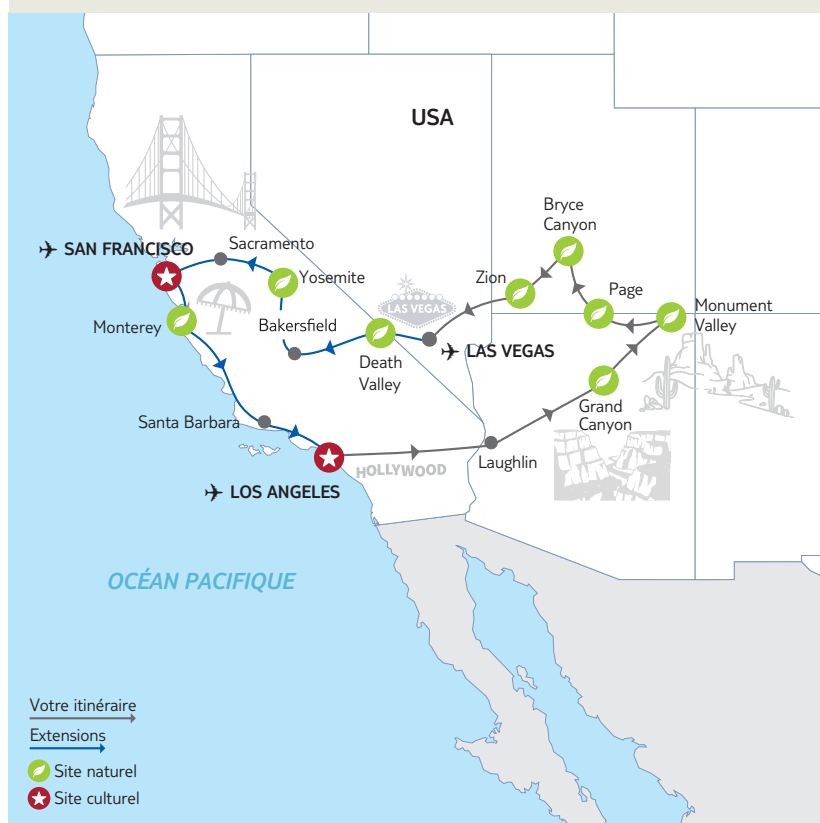 USA
Bryce
Canyon
SAN FRANCISCO
Sacramento
Yosemite
Zion
Page
Monument
Valley
LAS VEGAS
Monterey
Bakersfield
Death
Valley
LAS VEGAS
Grand
Canyon
Santa Barbara
Laughlin
HOLLYWOOD
LOS ANGELES
OCÉAN PACIFIQUE
Votre itinéraire
Extensions
Site naturel
Site culturel